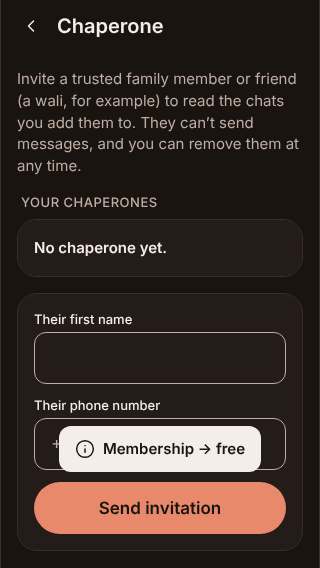 Chaperone
Invite a trusted family member or friend
(a wali, for example) to read the chats
you add them to. They can’t send
messages, and you can remove them at
any time.
YOUR CHAPERONES
No chaperone yet.
Their first name
Their phone number
Membership → free
Send invitation